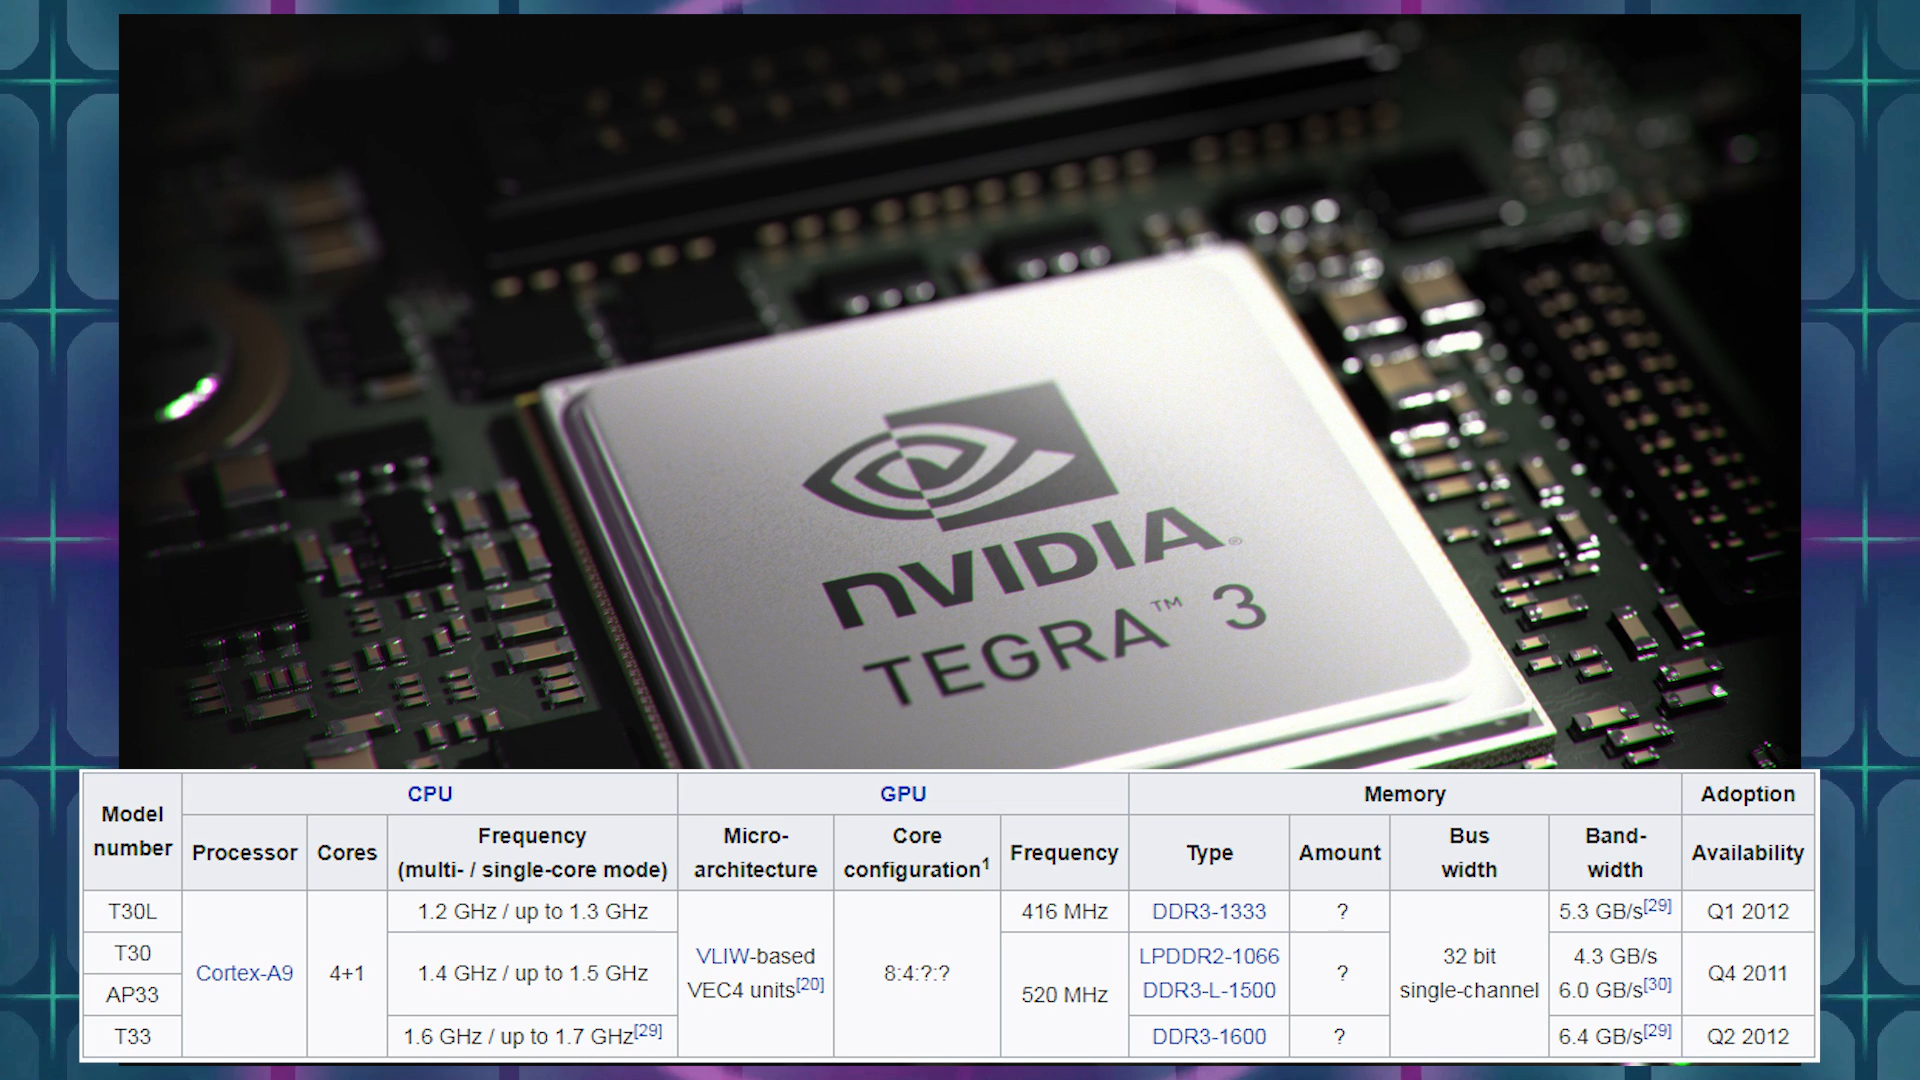 NVIDIA®
TEGRA™ 3
Model number
CPU
GPU
Memory
Adoption
Processor
Cores
Frequency
(multi- / single-core mode)
Micro-
architecture
Core
configuration1
Frequency
Type
Amount
Bus
width
Band-
width
Availability
T30L
1.2 GHz / up to 1.3 GHz
416 MHz
DDR3-1333
?
5.3 GB/s[29]
Q1 2012
T30
AP33
Cortex-A9
4+1
1.4 GHz / up to 1.5 GHz
VLIW-based
VEC4 units[20]
8:4:?:?
520 MHz
LPDDR2-1066
DDR3-L-1500
?
32 bit
single-channel
4.3 GB/s
6.0 GB/s[30]
Q4 2011
T33
1.6 GHz / up to 1.7 GHz[29]
DDR3-1600
?
6.4 GB/s[29]
Q2 2012